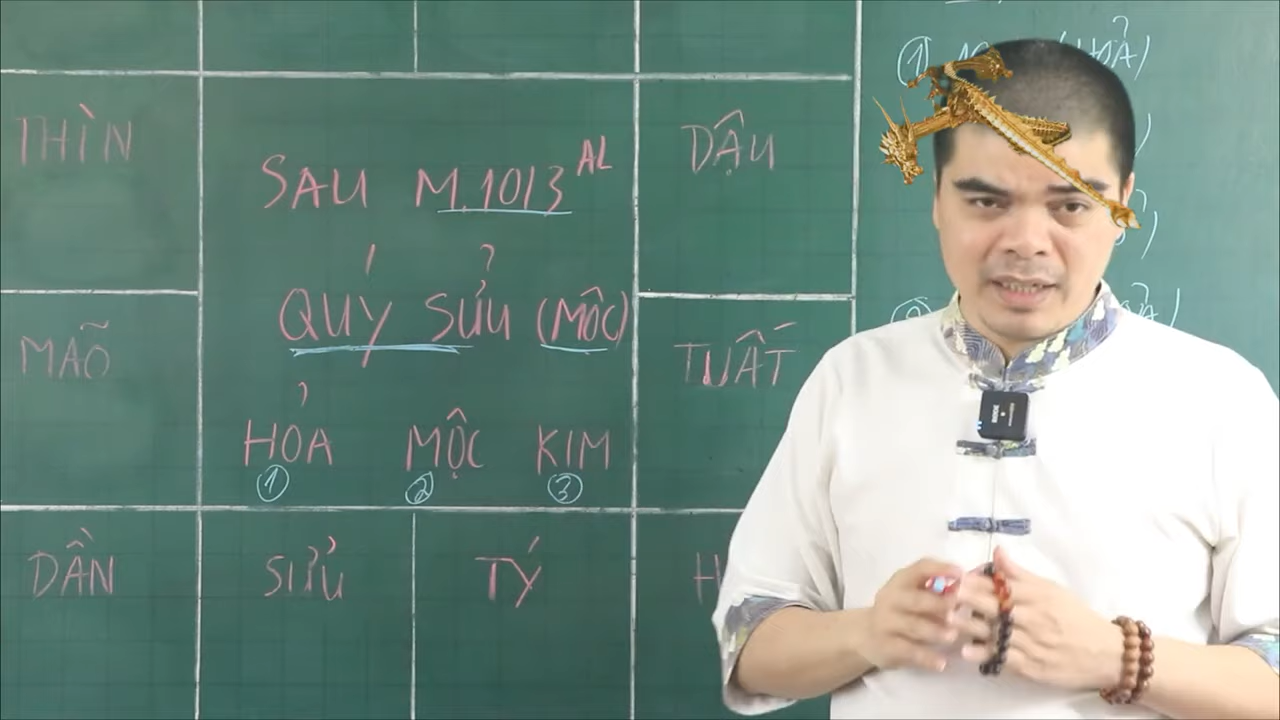 THÌN
SAU M.1013 AL
DẬU
QUÝ SỬU (MỘC)
MÃO
TUẤT
HỎA MỘC KIM
① ② ③
DẦN SỬU TÝ
①